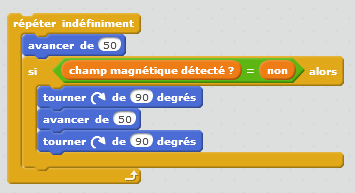 répéter indéfiniment
avancer de 50
si champ magnétique détecté ? = non alors
tourner de 90 degrés
avancer de 50
tourner de 90 degrés